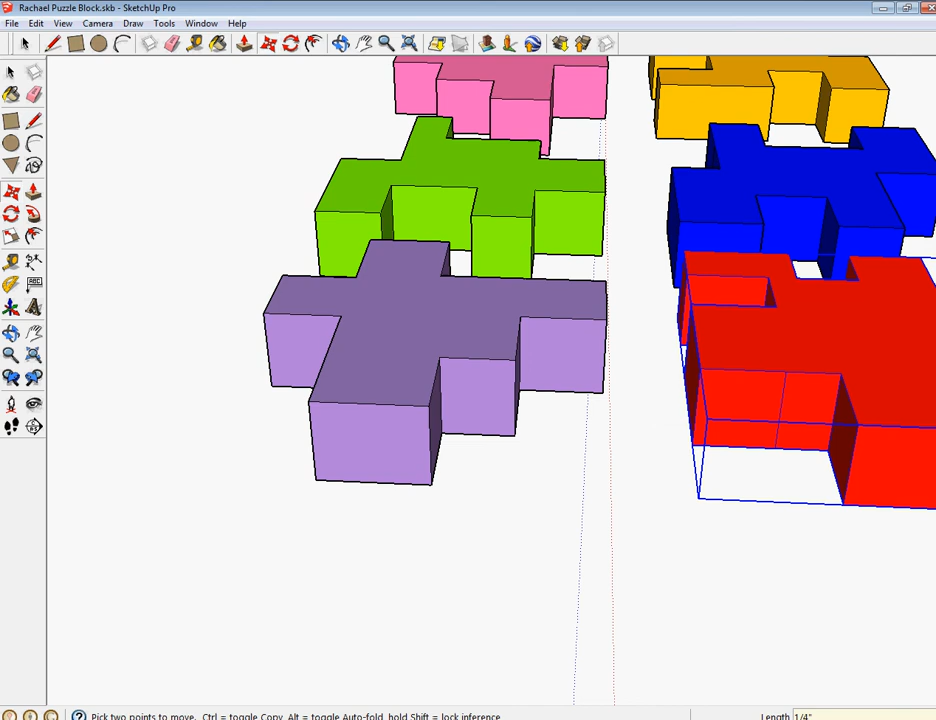 Rachael Puzzle Block.skb - SketchUp Pro
File Edit View Camera Draw Tools Window Help
Pick two points to move. Ctrl = toggle Copy, Alt = toggle Auto-fold, hold Shift = lock inference
Length 1/4"